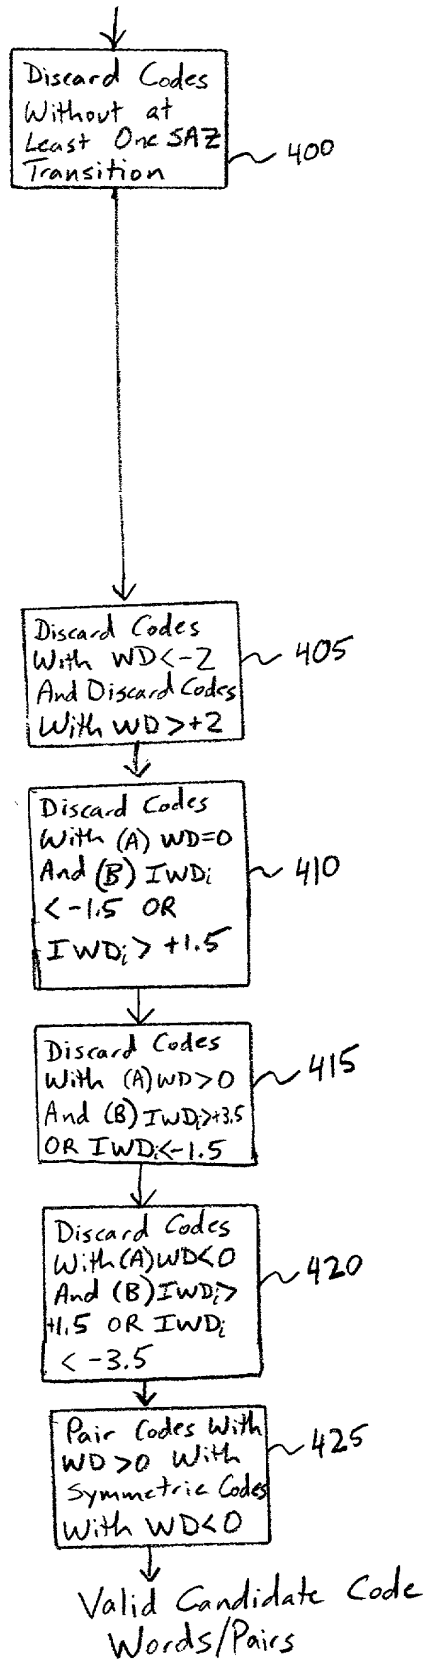 Discard Codes
Without at
Least One SAZ
Transition
400
Discard Codes
With WD<-2
And Discard Codes
With WD>+2
405
Discard Codes
With (A) WD=0
And (B) IWDi
<-1.5 OR
IWDi > +1.5
410
Discard Codes
With (A) WD>0
And (B) IWDi>+3.5
OR IWDi<-1.5
415
Discard Codes
With (A) WD<0
And (B) IWDi>
+1.5 OR IWDi
< -3.5
420
Pair Codes With
WD>0 With
Symmetric Codes
With WD<0
425
Valid Candidate Code
Words/Pairs